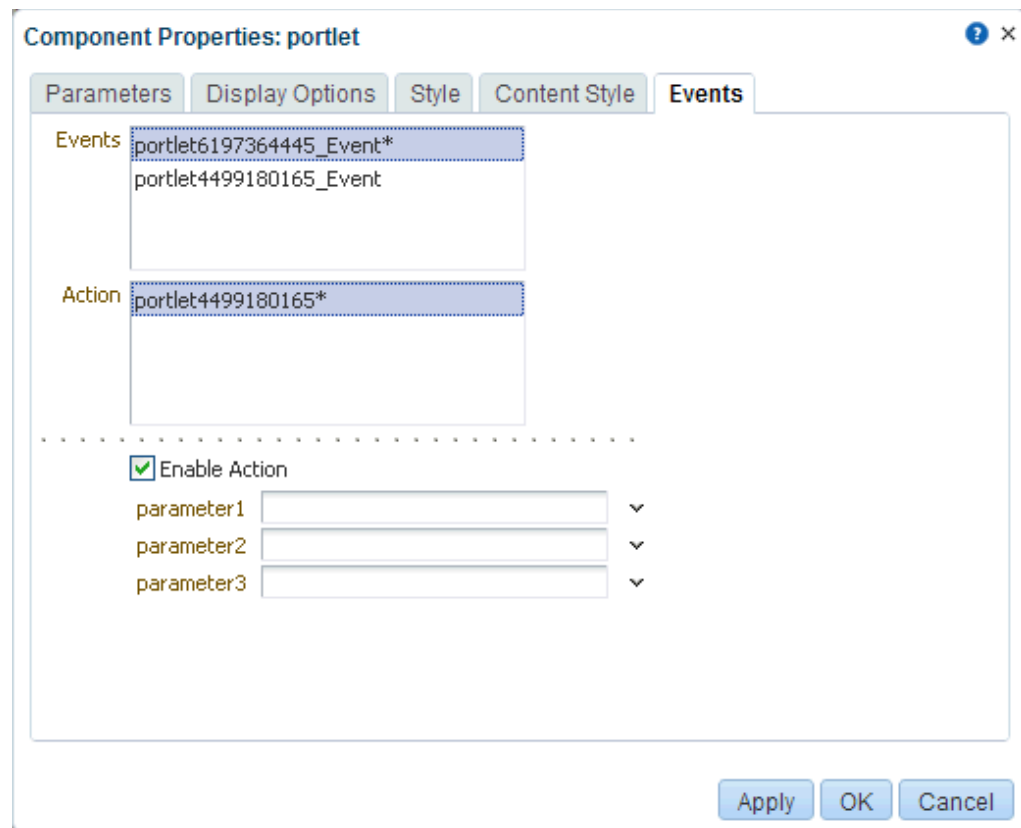 Component Properties: portlet
Parameters Display Options Style Content Style Events
Events portlet6197364445_Event*
portlet4499180165_Event
Action portlet4499180165*
Enable Action
parameter1
parameter2
parameter3
Apply OK Cancel